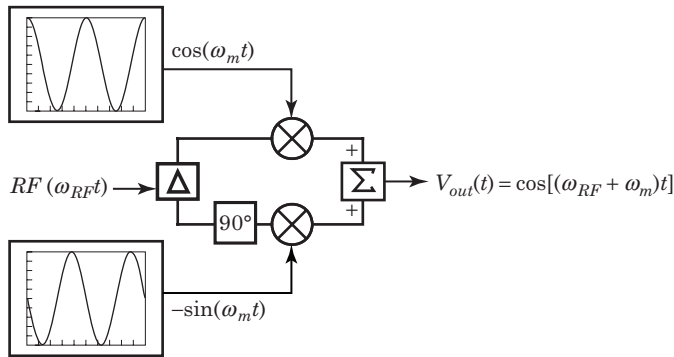 cos(ω_m t)
RF (ω_RF t)
Δ
90°
+
+
Σ
V_out(t) = cos[(ω_RF + ω_m)t]
–sin(ω_m t)